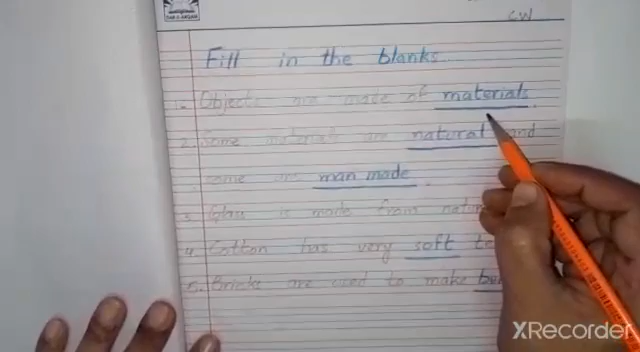 CW
Fill in the blanks
1. Objects are made of materials.
2. Some materials are natural and
some are man made.
3. Glass is made from
4. Cotton has very soft
5. Bricks are used to make
XRecorder